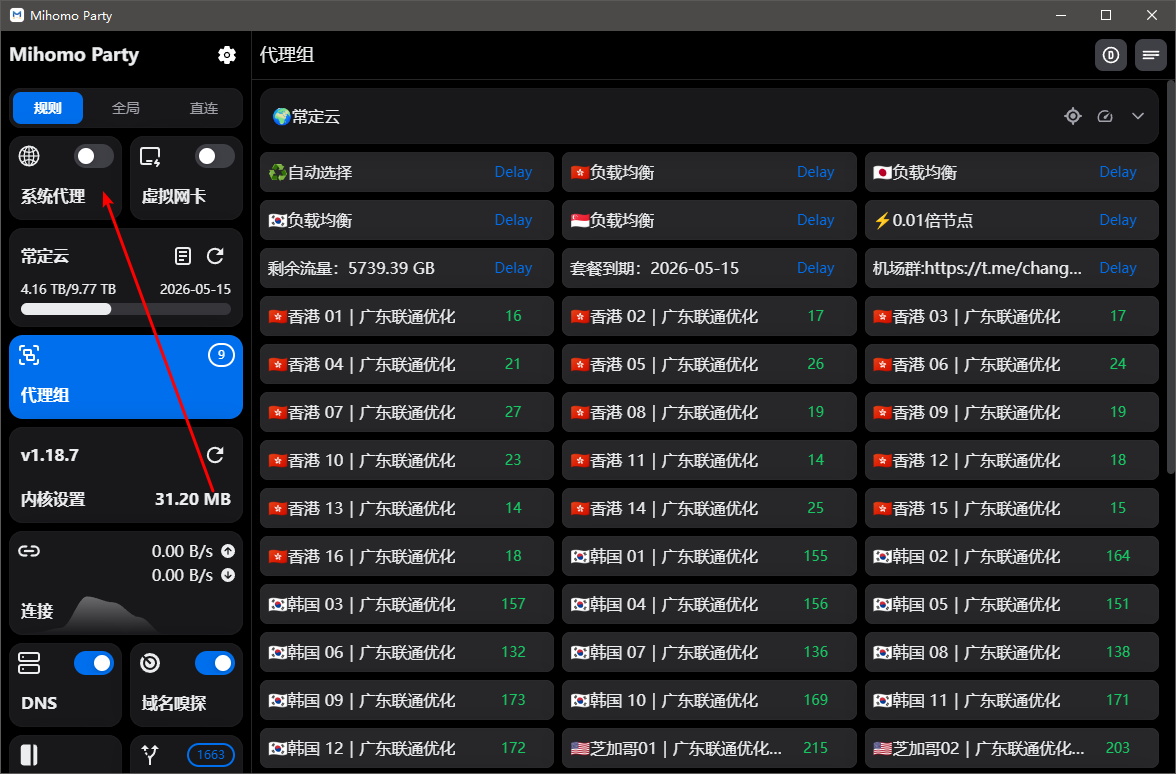 Mihomo Party
Mihomo Party
代理组
规则 全局 直连
系统代理 虚拟网卡
常定云
4.16 TB/9.77 TB 2026-05-15
9
代理组
v1.18.7
内核设置 31.20 MB
0.00 B/s
0.00 B/s
连接
DNS 域名嗅探
1663
🌍常定云
♻️自动选择 Delay 🇭🇰负载均衡 Delay 🇯🇵负载均衡 Delay
🇰🇷负载均衡 Delay 🇸🇬负载均衡 Delay ⚡0.01倍节点 Delay
剩余流量：5739.39 GB Delay 套餐到期：2026-05-15 Delay 机场群:https://t.me/chang... Delay
🇭🇰香港 01 | 广东联通优化 16 🇭🇰香港 02 | 广东联通优化 17 🇭🇰香港 03 | 广东联通优化 17
🇭🇰香港 04 | 广东联通优化 21 🇭🇰香港 05 | 广东联通优化 26 🇭🇰香港 06 | 广东联通优化 24
🇭🇰香港 07 | 广东联通优化 27 🇭🇰香港 08 | 广东联通优化 19 🇭🇰香港 09 | 广东联通优化 19
🇭🇰香港 10 | 广东联通优化 23 🇭🇰香港 11 | 广东联通优化 14 🇭🇰香港 12 | 广东联通优化 18
🇭🇰香港 13 | 广东联通优化 14 🇭🇰香港 14 | 广东联通优化 25 🇭🇰香港 15 | 广东联通优化 15
🇭🇰香港 16 | 广东联通优化 18 🇰🇷韩国 01 | 广东联通优化 155 🇰🇷韩国 02 | 广东联通优化 164
🇰🇷韩国 03 | 广东联通优化 157 🇰🇷韩国 04 | 广东联通优化 156 🇰🇷韩国 05 | 广东联通优化 151
🇰🇷韩国 06 | 广东联通优化 132 🇰🇷韩国 07 | 广东联通优化 136 🇰🇷韩国 08 | 广东联通优化 138
🇰🇷韩国 09 | 广东联通优化 173 🇰🇷韩国 10 | 广东联通优化 169 🇰🇷韩国 11 | 广东联通优化 171
🇰🇷韩国 12 | 广东联通优化 172 🇺🇸芝加哥01 | 广东联通优化... 215 🇺🇸芝加哥02 | 广东联通优化... 203